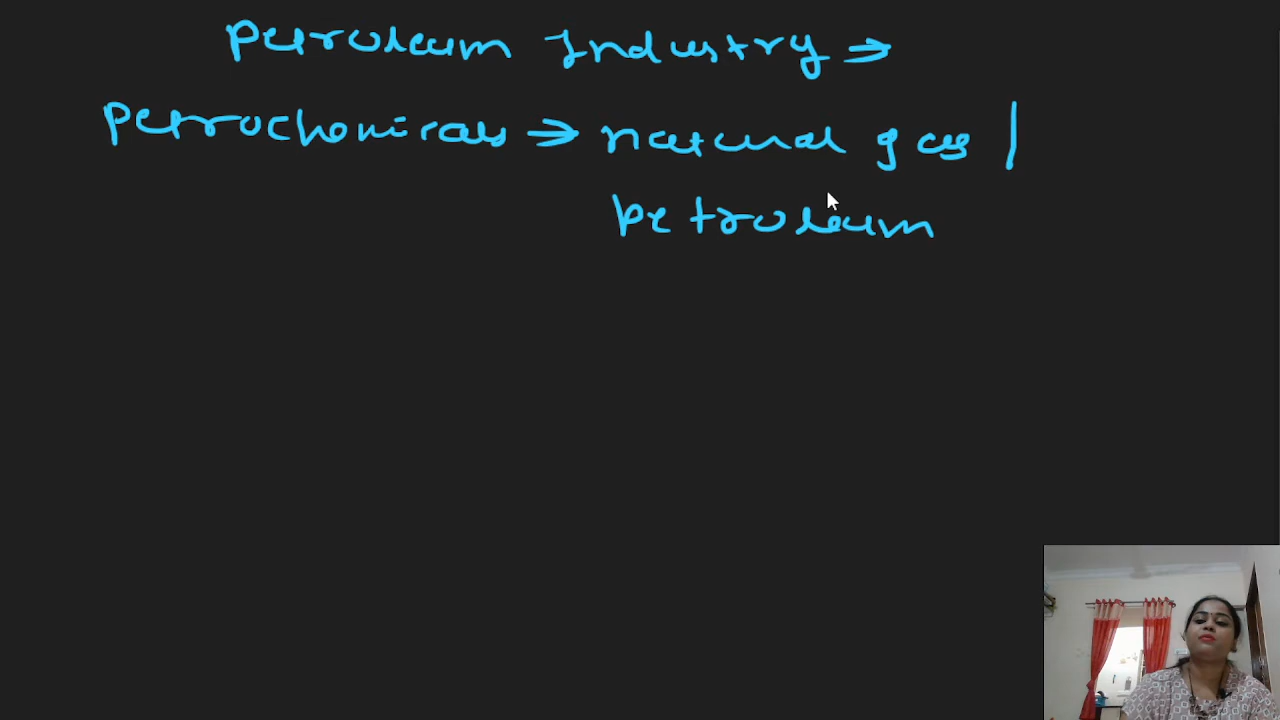 Petroleum Industry ⇒
Petrochemicals ⇒ natural gas |
petroleum